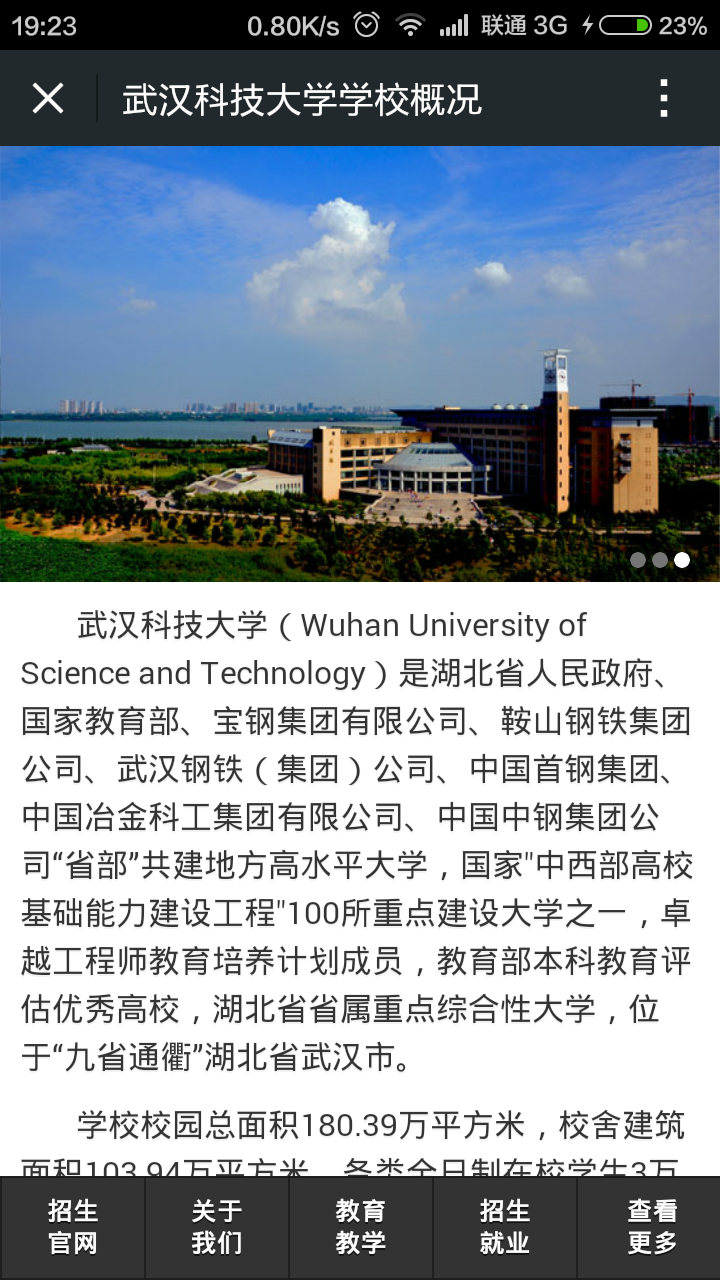 19:23 0.80K/s 联通 3G 23%
武汉科技大学学校概况
武汉科技大学（Wuhan University of
Science and Technology）是湖北省人民政府、
国家教育部、宝钢集团有限公司、鞍山钢铁集团
公司、武汉钢铁（集团）公司、中国首钢集团、
中国冶金科工集团有限公司、中国中钢集团公
司“省部”共建地方高水平大学，国家"中西部高校
基础能力建设工程"100所重点建设大学之一，卓
越工程师教育培养计划成员，教育部本科教育评
估优秀高校，湖北省省属重点综合性大学，位
于“九省通衢”湖北省武汉市。
学校校园总面积180.39万平方米，校舍建筑
面积103.94万平方米，各类全日制在校学生3万
招生 关于 教育 招生 查看
官网 我们 教学 就业 更多